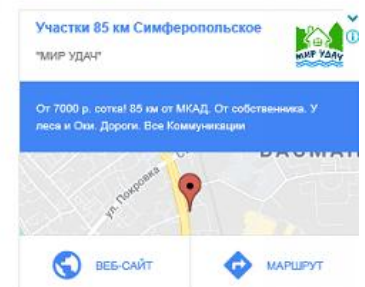 Участки 85 км Симферопольское
"МИР УДАЧ"
МИР УДАЧ
От 7000 р. сотка! 85 км от МКАД. От собственника. У
леса и Оки. Дороги. Все Коммуникации
БАСМАН
ул. Покровка
ВЕБ-САЙТ
МАРШРУТ